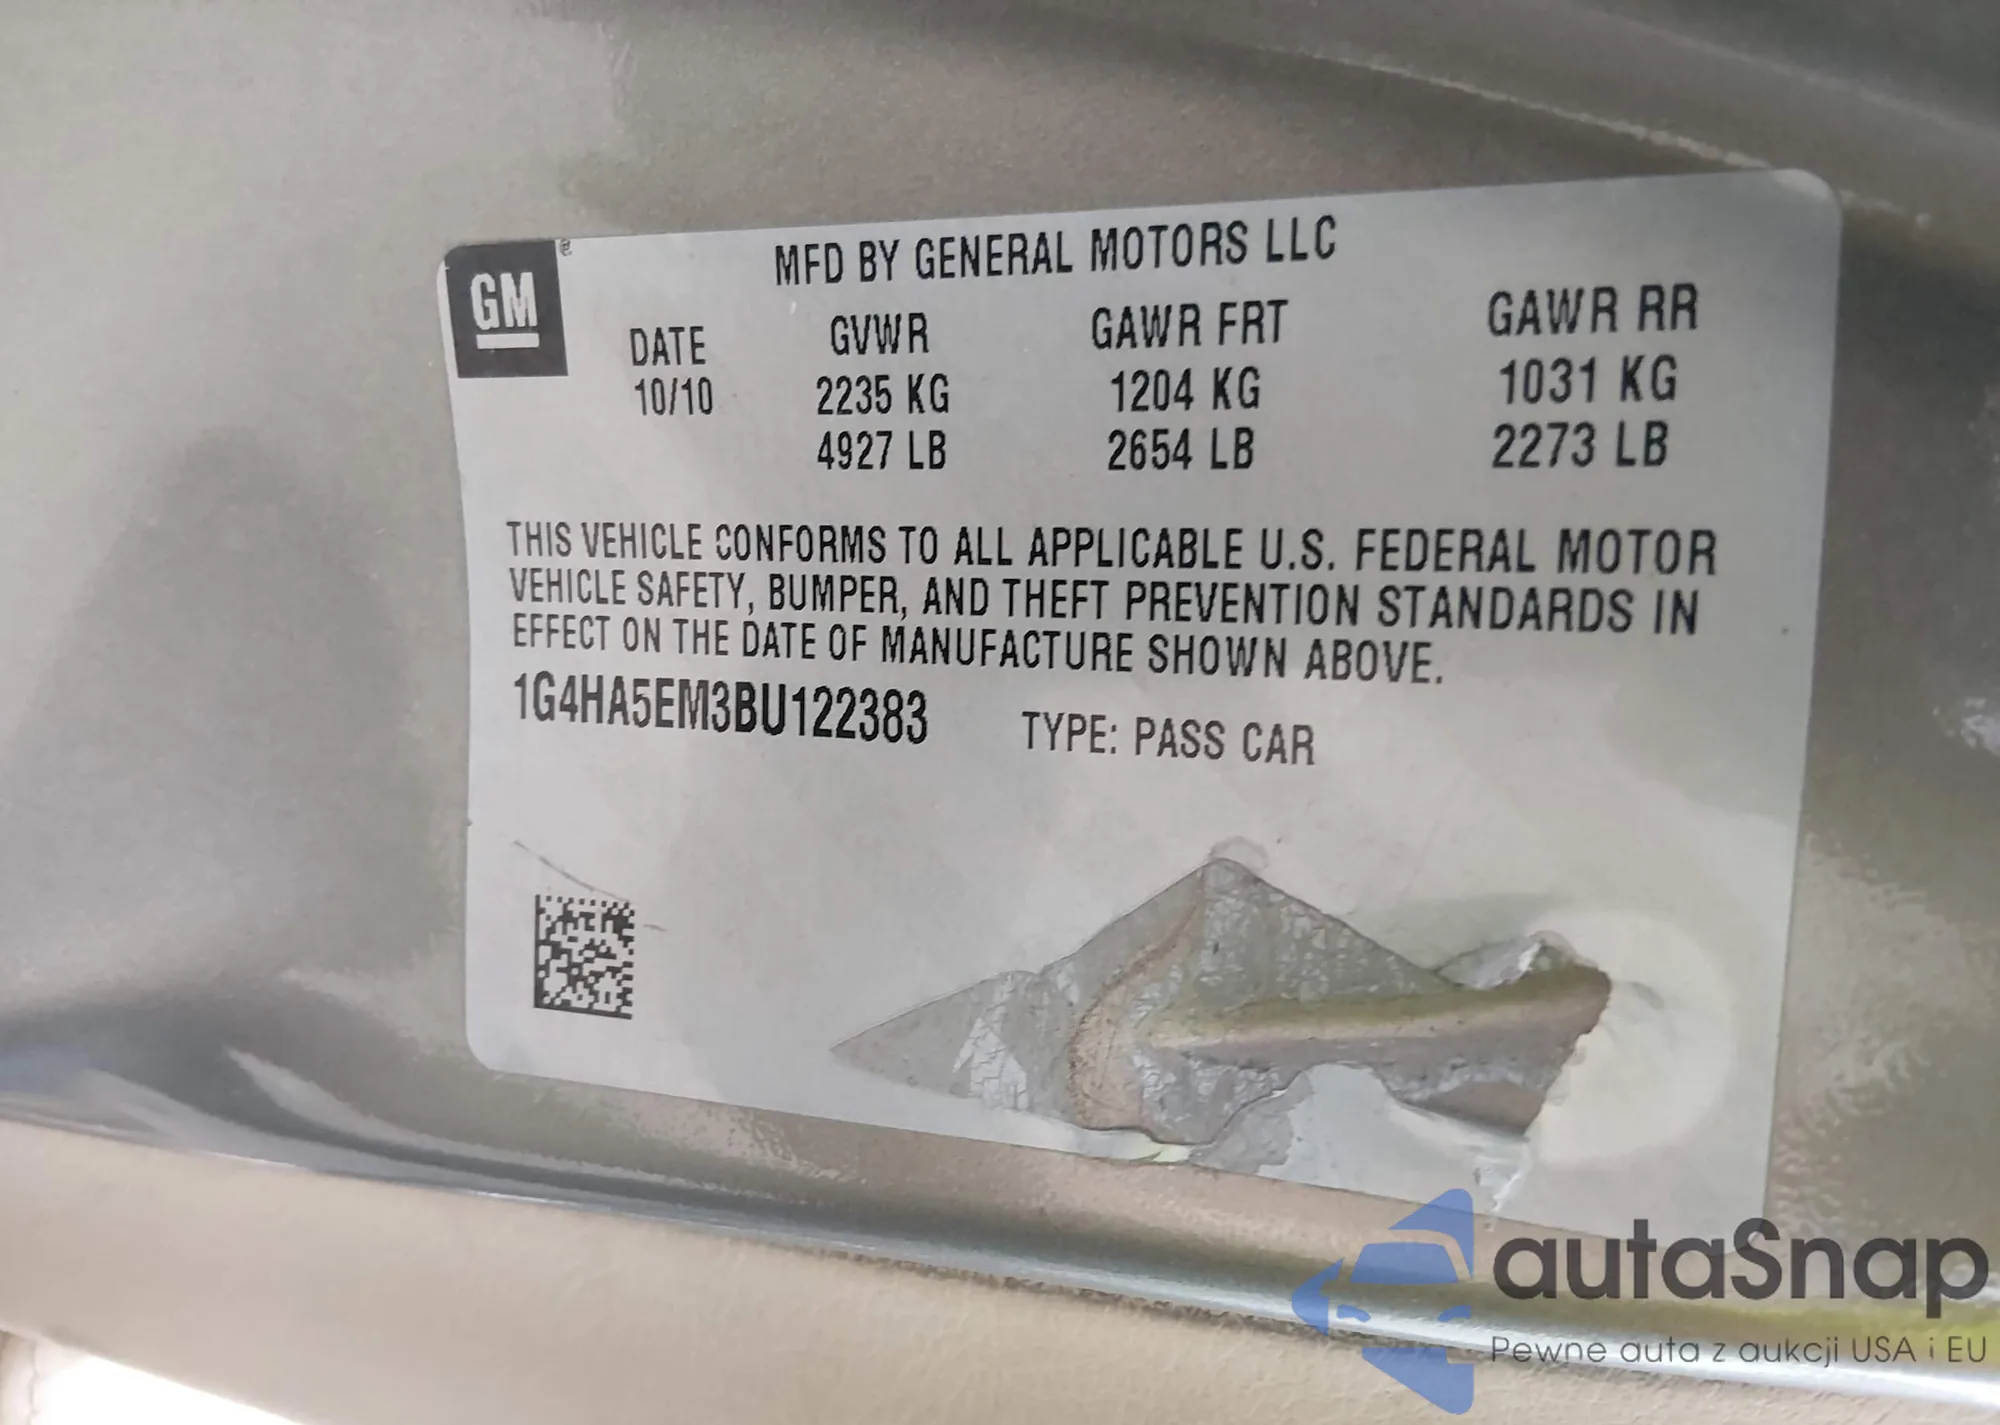 GM
®
MFD BY GENERAL MOTORS LLC
DATE GVWR GAWR FRT GAWR RR
10/10 2235 KG 1204 KG 1031 KG
4927 LB 2654 LB 2273 LB
THIS VEHICLE CONFORMS TO ALL APPLICABLE U.S. FEDERAL MOTOR
VEHICLE SAFETY, BUMPER, AND THEFT PREVENTION STANDARDS IN
EFFECT ON THE DATE OF MANUFACTURE SHOWN ABOVE.
1G4HA5EM3BU122383 TYPE: PASS CAR
autaSnap
Pewne auta z aukcji USA i EU